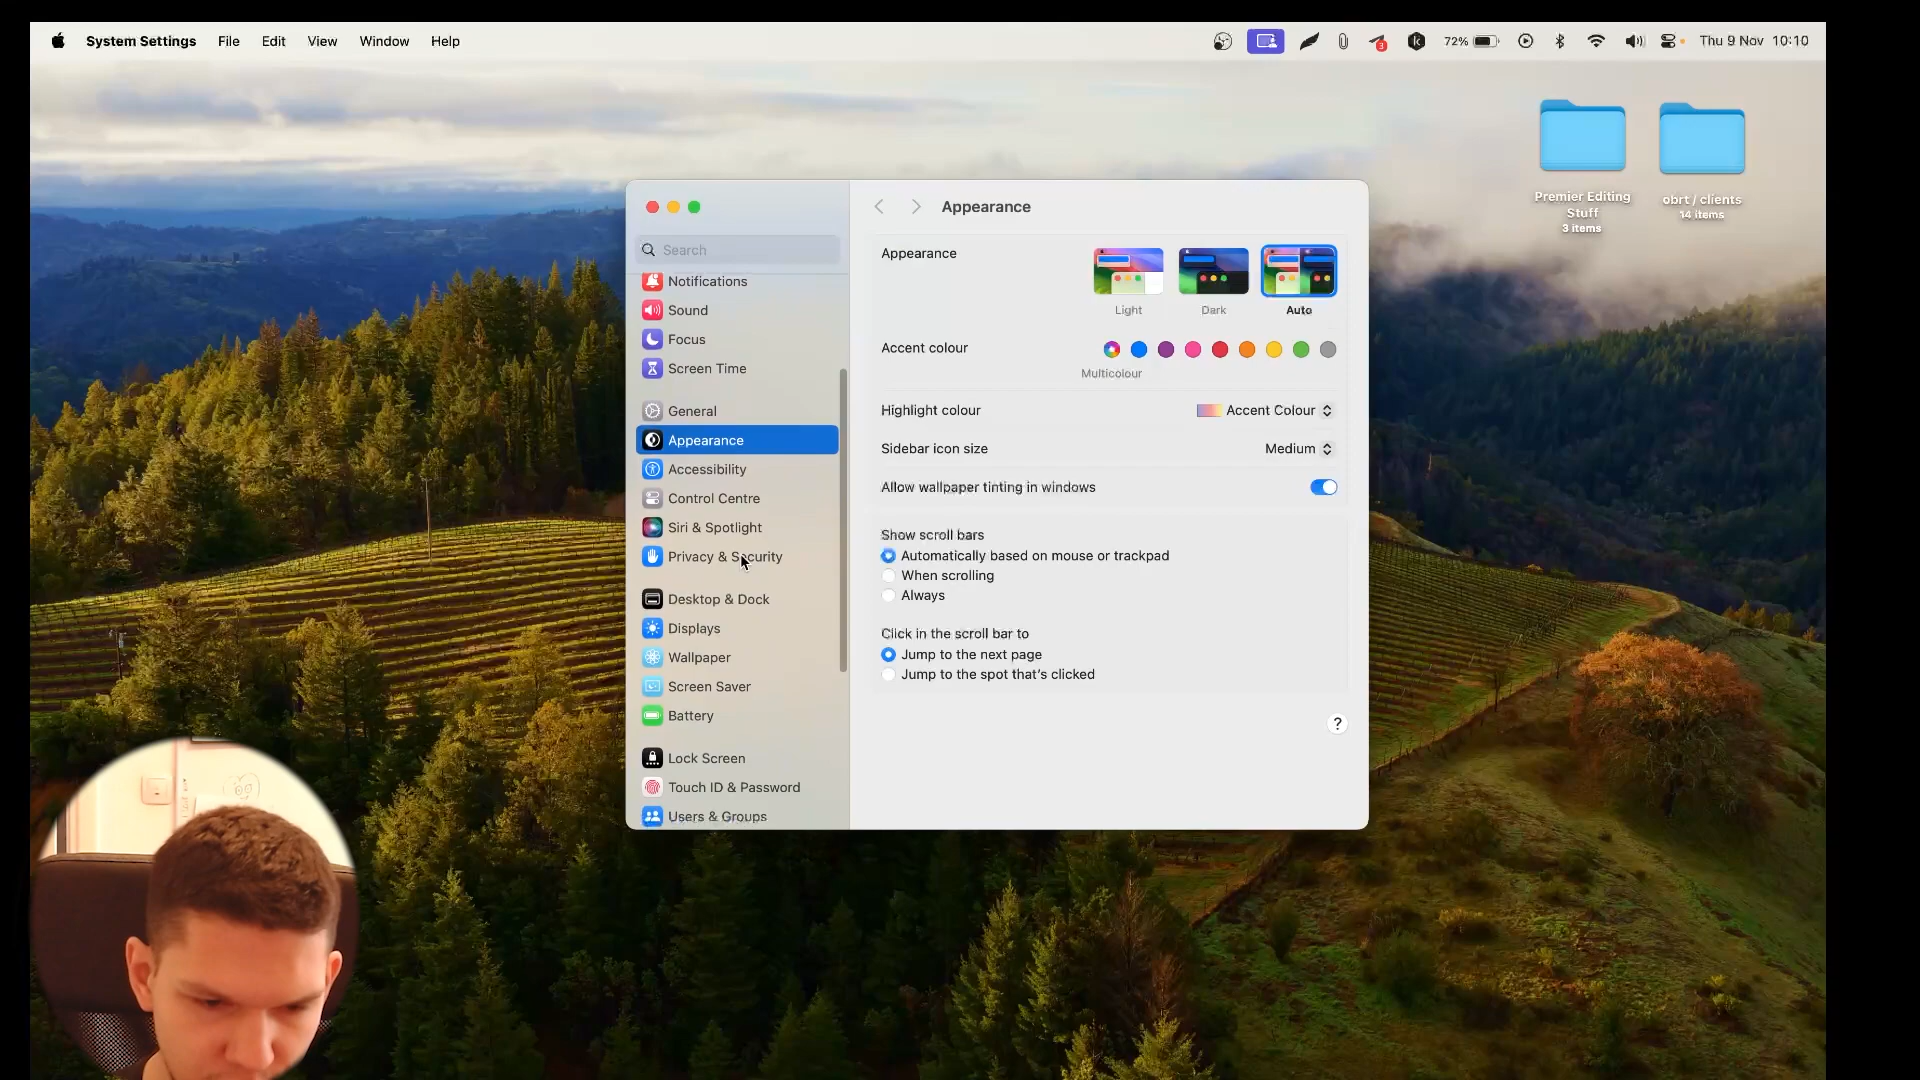 System Settings File Edit View Window Help
3 72% Thu 9 Nov 10:10
Premier Editing
Stuff
3 items
obrt / clients
14 items
Search
Notifications
Sound
Focus
Screen Time
General
Appearance
Accessibility
Control Centre
Siri & Spotlight
Privacy & Security
Desktop & Dock
Displays
Wallpaper
Screen Saver
Battery
Lock Screen
Touch ID & Password
Users & Groups
Appearance
Appearance
Light Dark Auto
Accent colour
Multicolour
Highlight colour Accent Colour
Sidebar icon size Medium
Allow wallpaper tinting in windows
Show scroll bars
Automatically based on mouse or trackpad
When scrolling
Always
Click in the scroll bar to
Jump to the next page
Jump to the spot that's clicked
?